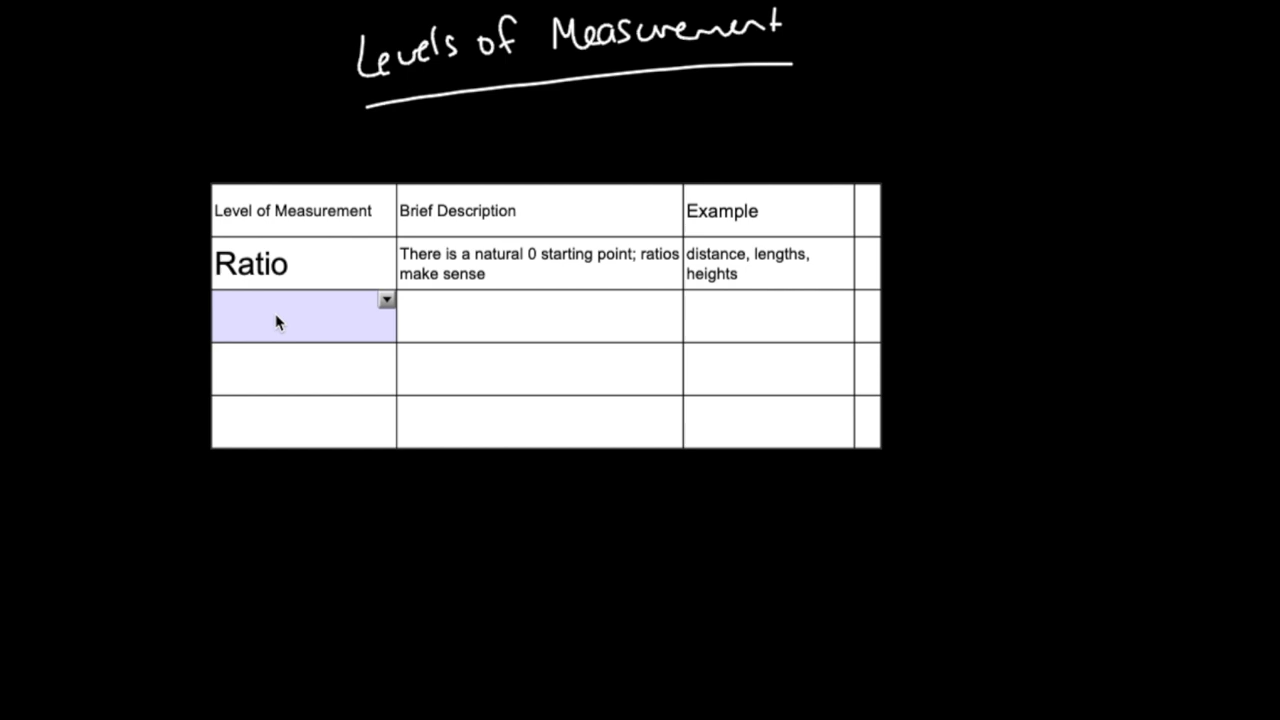 Levels of Measurement
Level of Measurement
Brief Description
Example
Ratio
There is a natural 0 starting point; ratios
make sense
distance, lengths,
heights